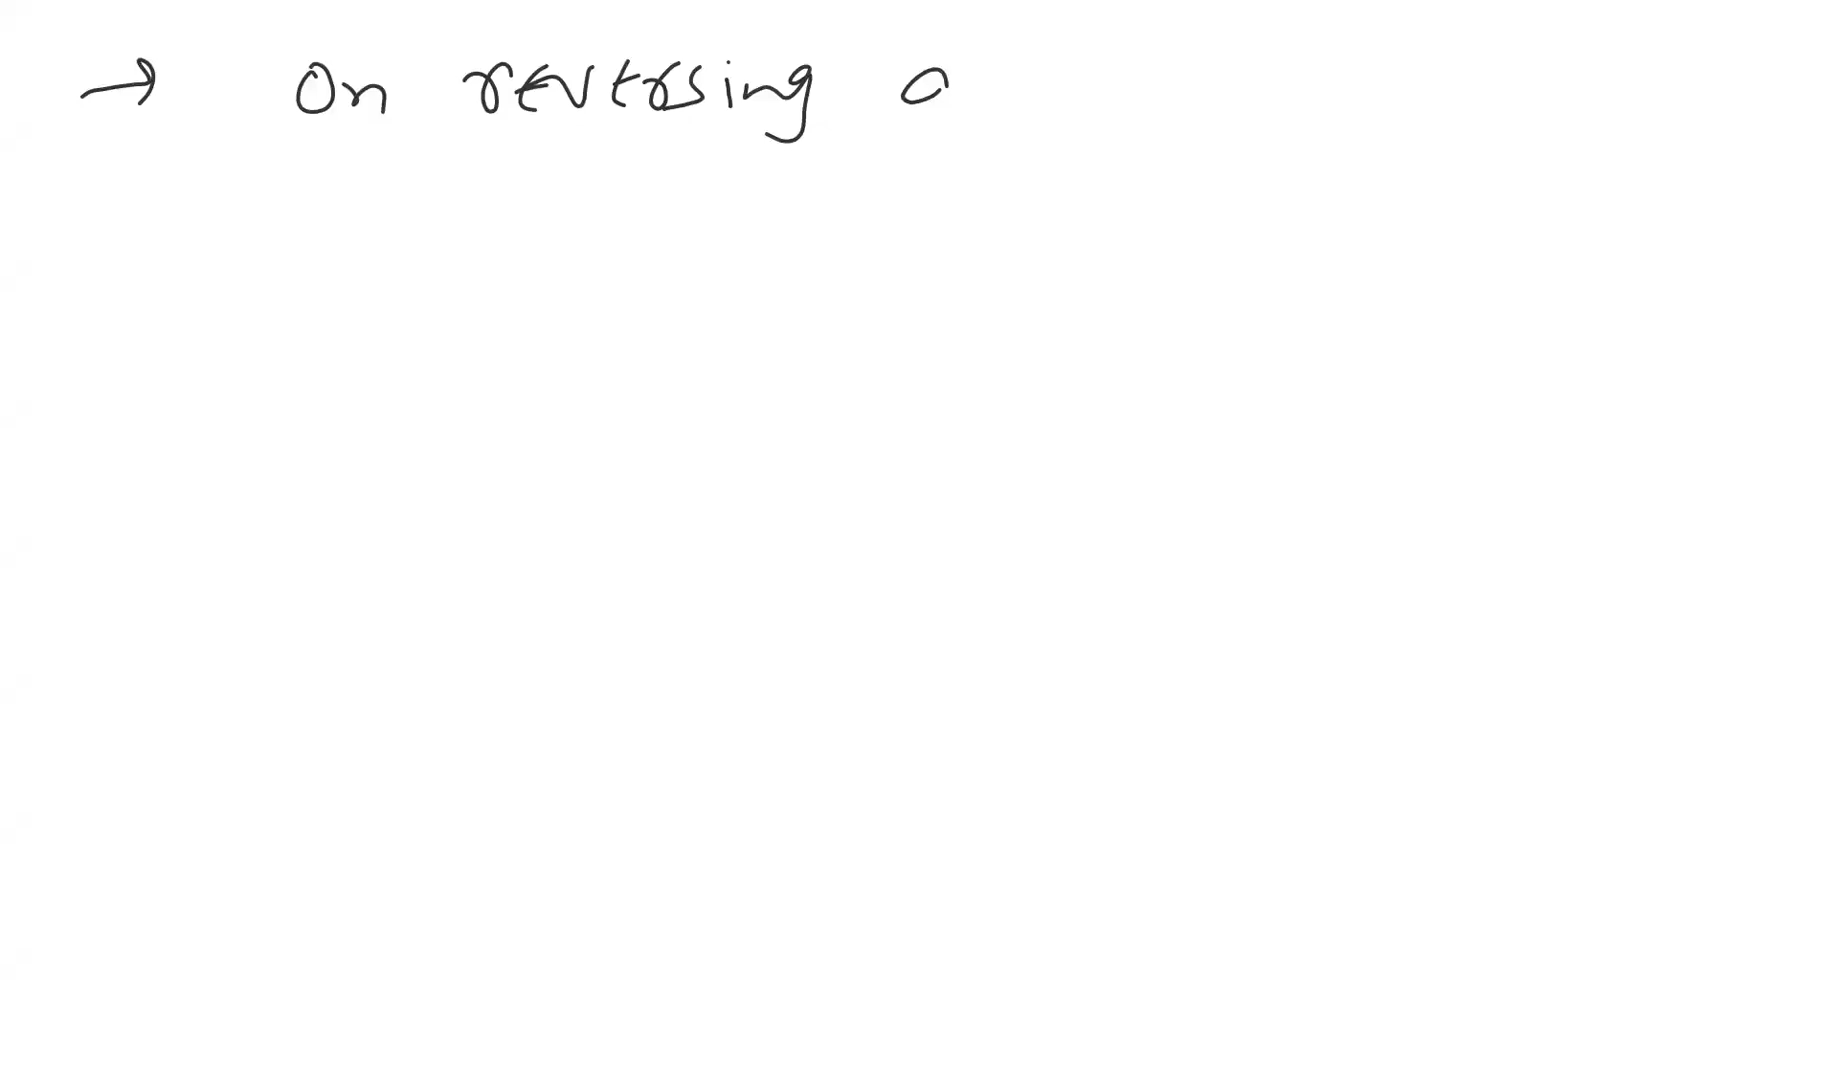 → On reversing a